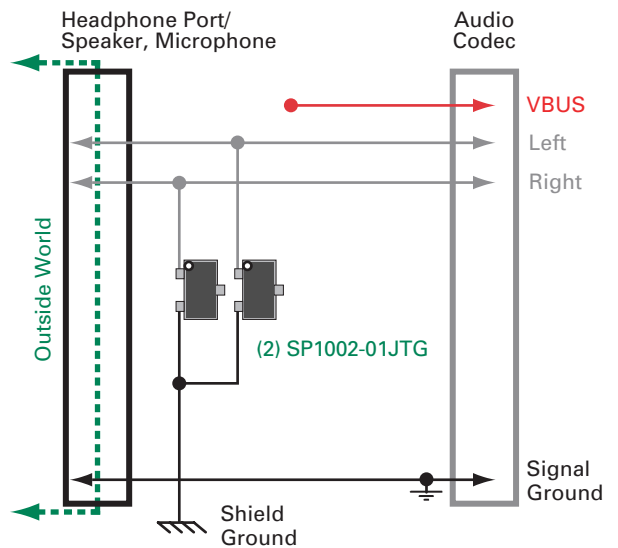 Headphone Port/
Speaker, Microphone
Audio
Codec
VBUS
Left
Right
Outside World
(2) SP1002-01JTG
Signal
Ground
Shield
Ground